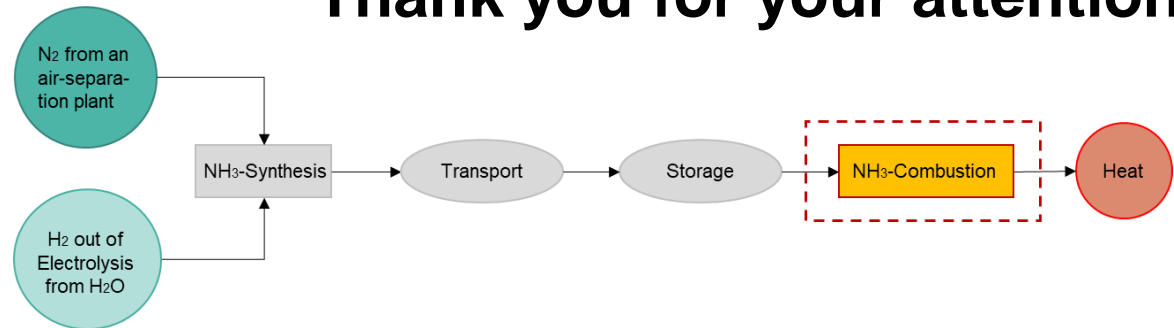 Thank you for your attention
N2 from an
air-separa-
tion plant
NH3-Synthesis
Transport
Storage
NH3-Combustion
Heat
H2 out of
Electrolysis
from H2O